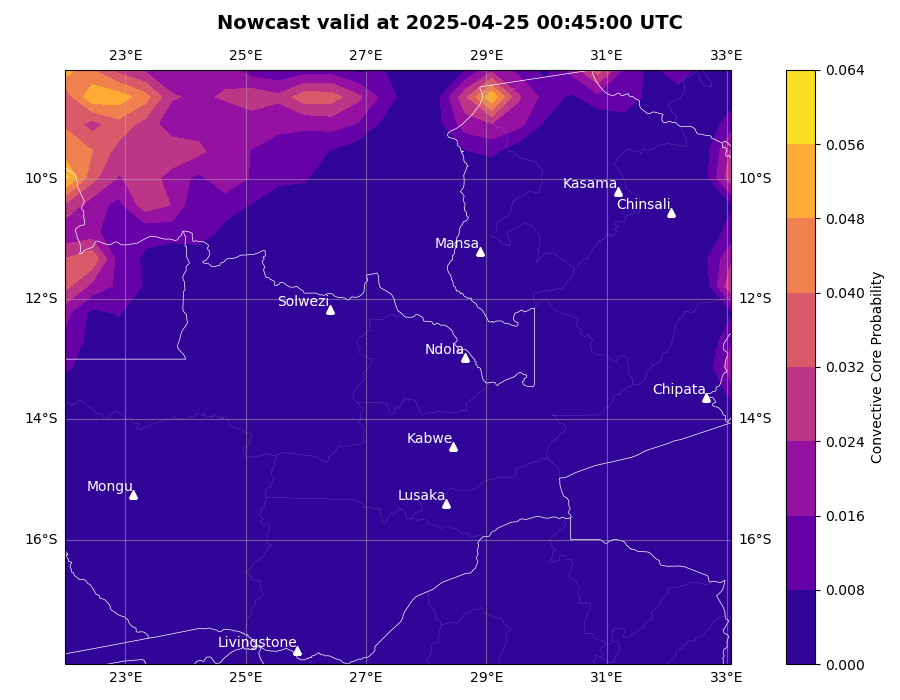 Nowcast valid at 2025-04-25 00:45:00 UTC
23°E 25°E 27°E 29°E 31°E 33°E
0.064
0.056
10°S Kasama 10°S
Chinsali
0.048
Mansa
0.040
12°S Solwezi 12°S
Convective Core Probability
Ndola
0.032
Chipata
14°S 14°S
Kabwe
0.024
Mongu
Lusaka
0.016
16°S 16°S
0.008
Livingstone
0.000
23°E 25°E 27°E 29°E 31°E 33°E